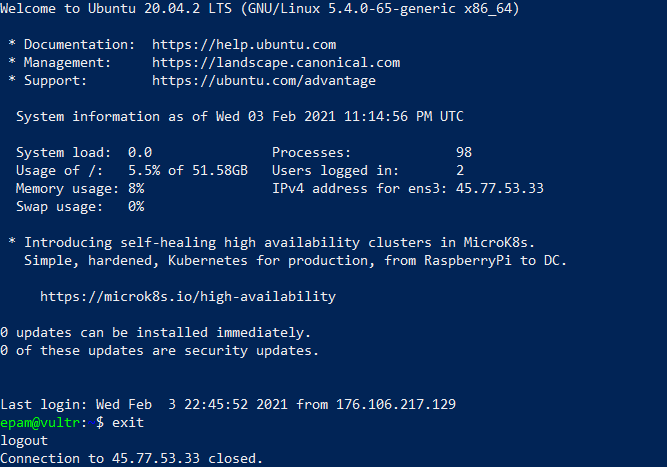 Welcome to Ubuntu 20.04.2 LTS (GNU/Linux 5.4.0-65-generic x86_64)
* Documentation: https://help.ubuntu.com
* Management: https://landscape.canonical.com
* Support: https://ubuntu.com/advantage
System information as of Wed 03 Feb 2021 11:14:56 PM UTC
System load: 0.0 Processes: 98
Usage of /: 5.5% of 51.58GB Users logged in: 2
Memory usage: 8% IPv4 address for ens3: 45.77.53.33
Swap usage: 0%
* Introducing self-healing high availability clusters in MicroK8s.
Simple, hardened, Kubernetes for production, from RaspberryPi to DC.
https://microk8s.io/high-availability
0 updates can be installed immediately.
0 of these updates are security updates.
Last login: Wed Feb 3 22:45:52 2021 from 176.106.217.129
epam@vultr:~$ exit
logout
Connection to 45.77.53.33 closed.